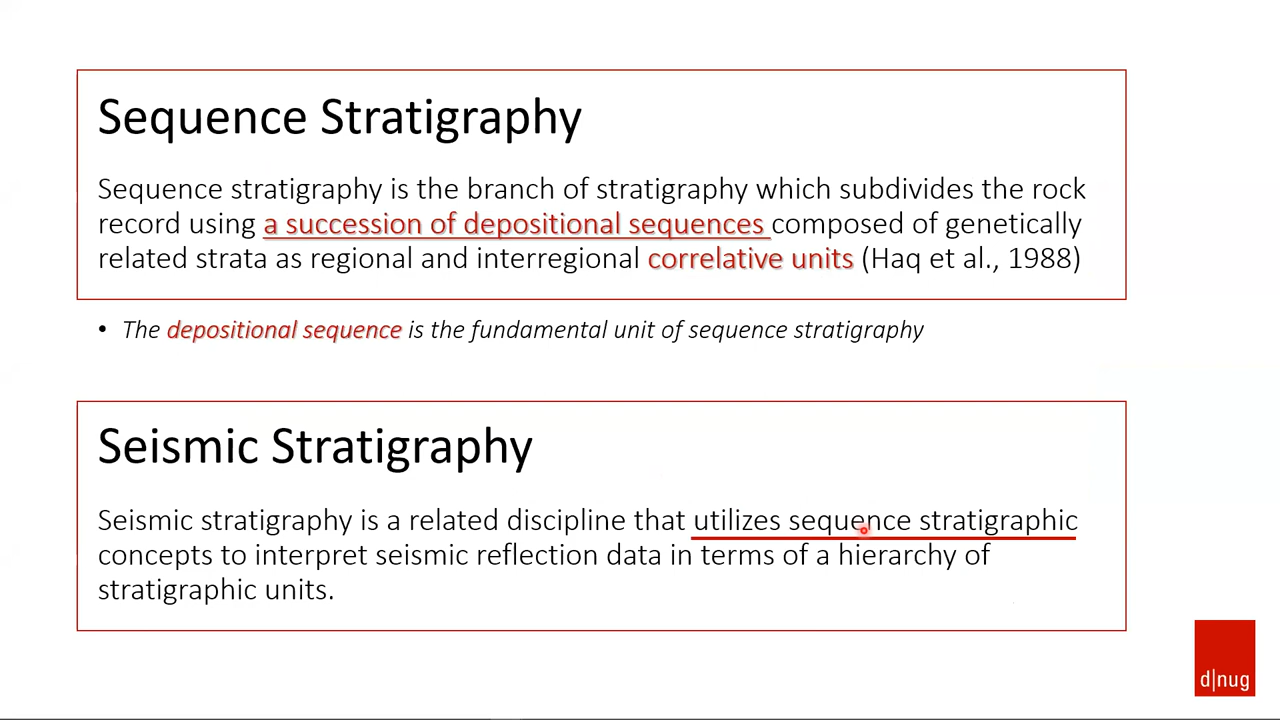 Sequence Stratigraphy
Sequence stratigraphy is the branch of stratigraphy which subdivides the rock
record using a succession of depositional sequences composed of genetically
related strata as regional and interregional correlative units (Haq et al., 1988)
• The depositional sequence is the fundamental unit of sequence stratigraphy
Seismic Stratigraphy
Seismic stratigraphy is a related discipline that utilizes sequence stratigraphic
concepts to interpret seismic reflection data in terms of a hierarchy of
stratigraphic units.
d|nug